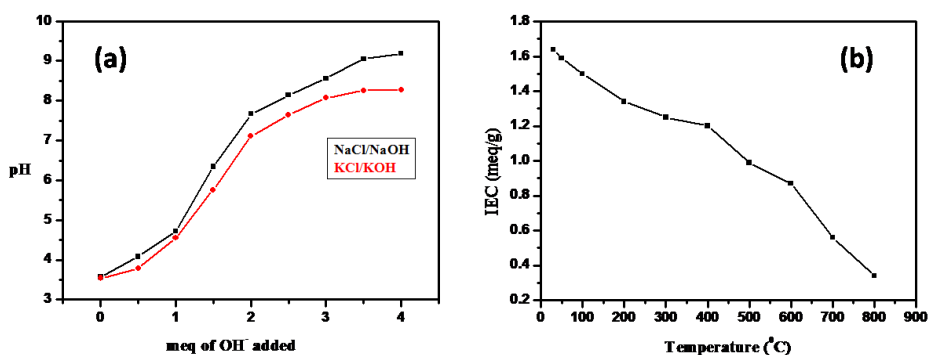 (a)
10
9
8
7
6
5
4
3
pH
NaCl/NaOH
KCl/KOH
0 1 2 3 4
meq of OH⁻ added
(b)
1.8
1.6
1.4
1.2
1.0
0.8
0.6
0.4
0.2
IEC (meq/g)
0 100 200 300 400 500 600 700 800 900
Temperature (°C)